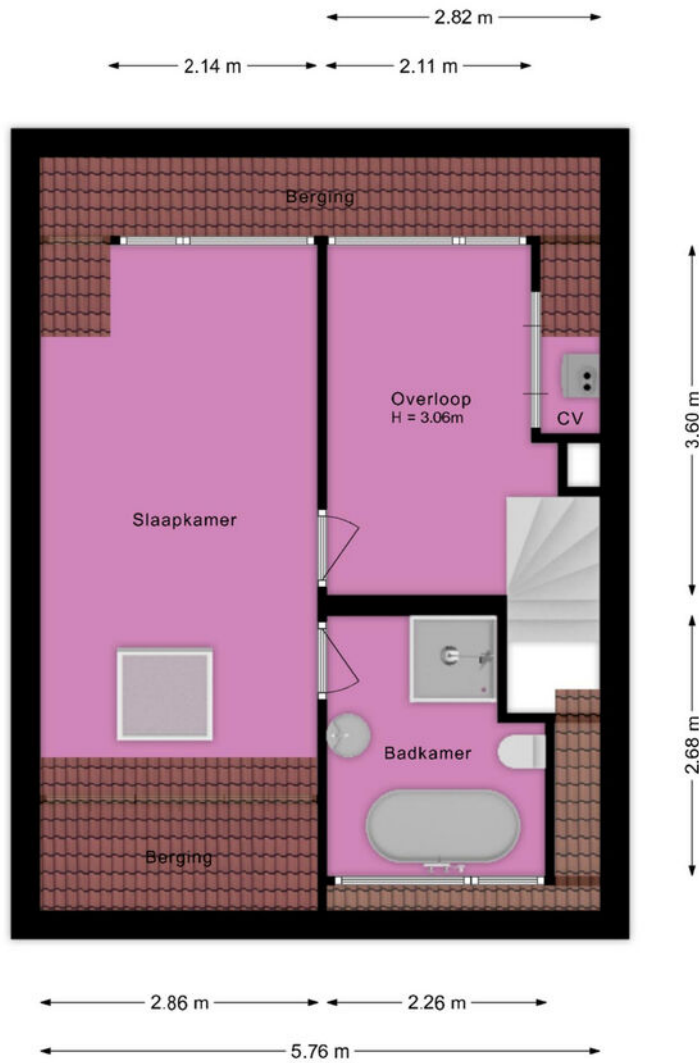 2.82 m
2.14 m
2.11 m
Berging
Overloop
H = 3.06m
CV
3.60 m
Slaapkamer
Badkamer
2.68 m
Berging
2.86 m
2.26 m
5.76 m